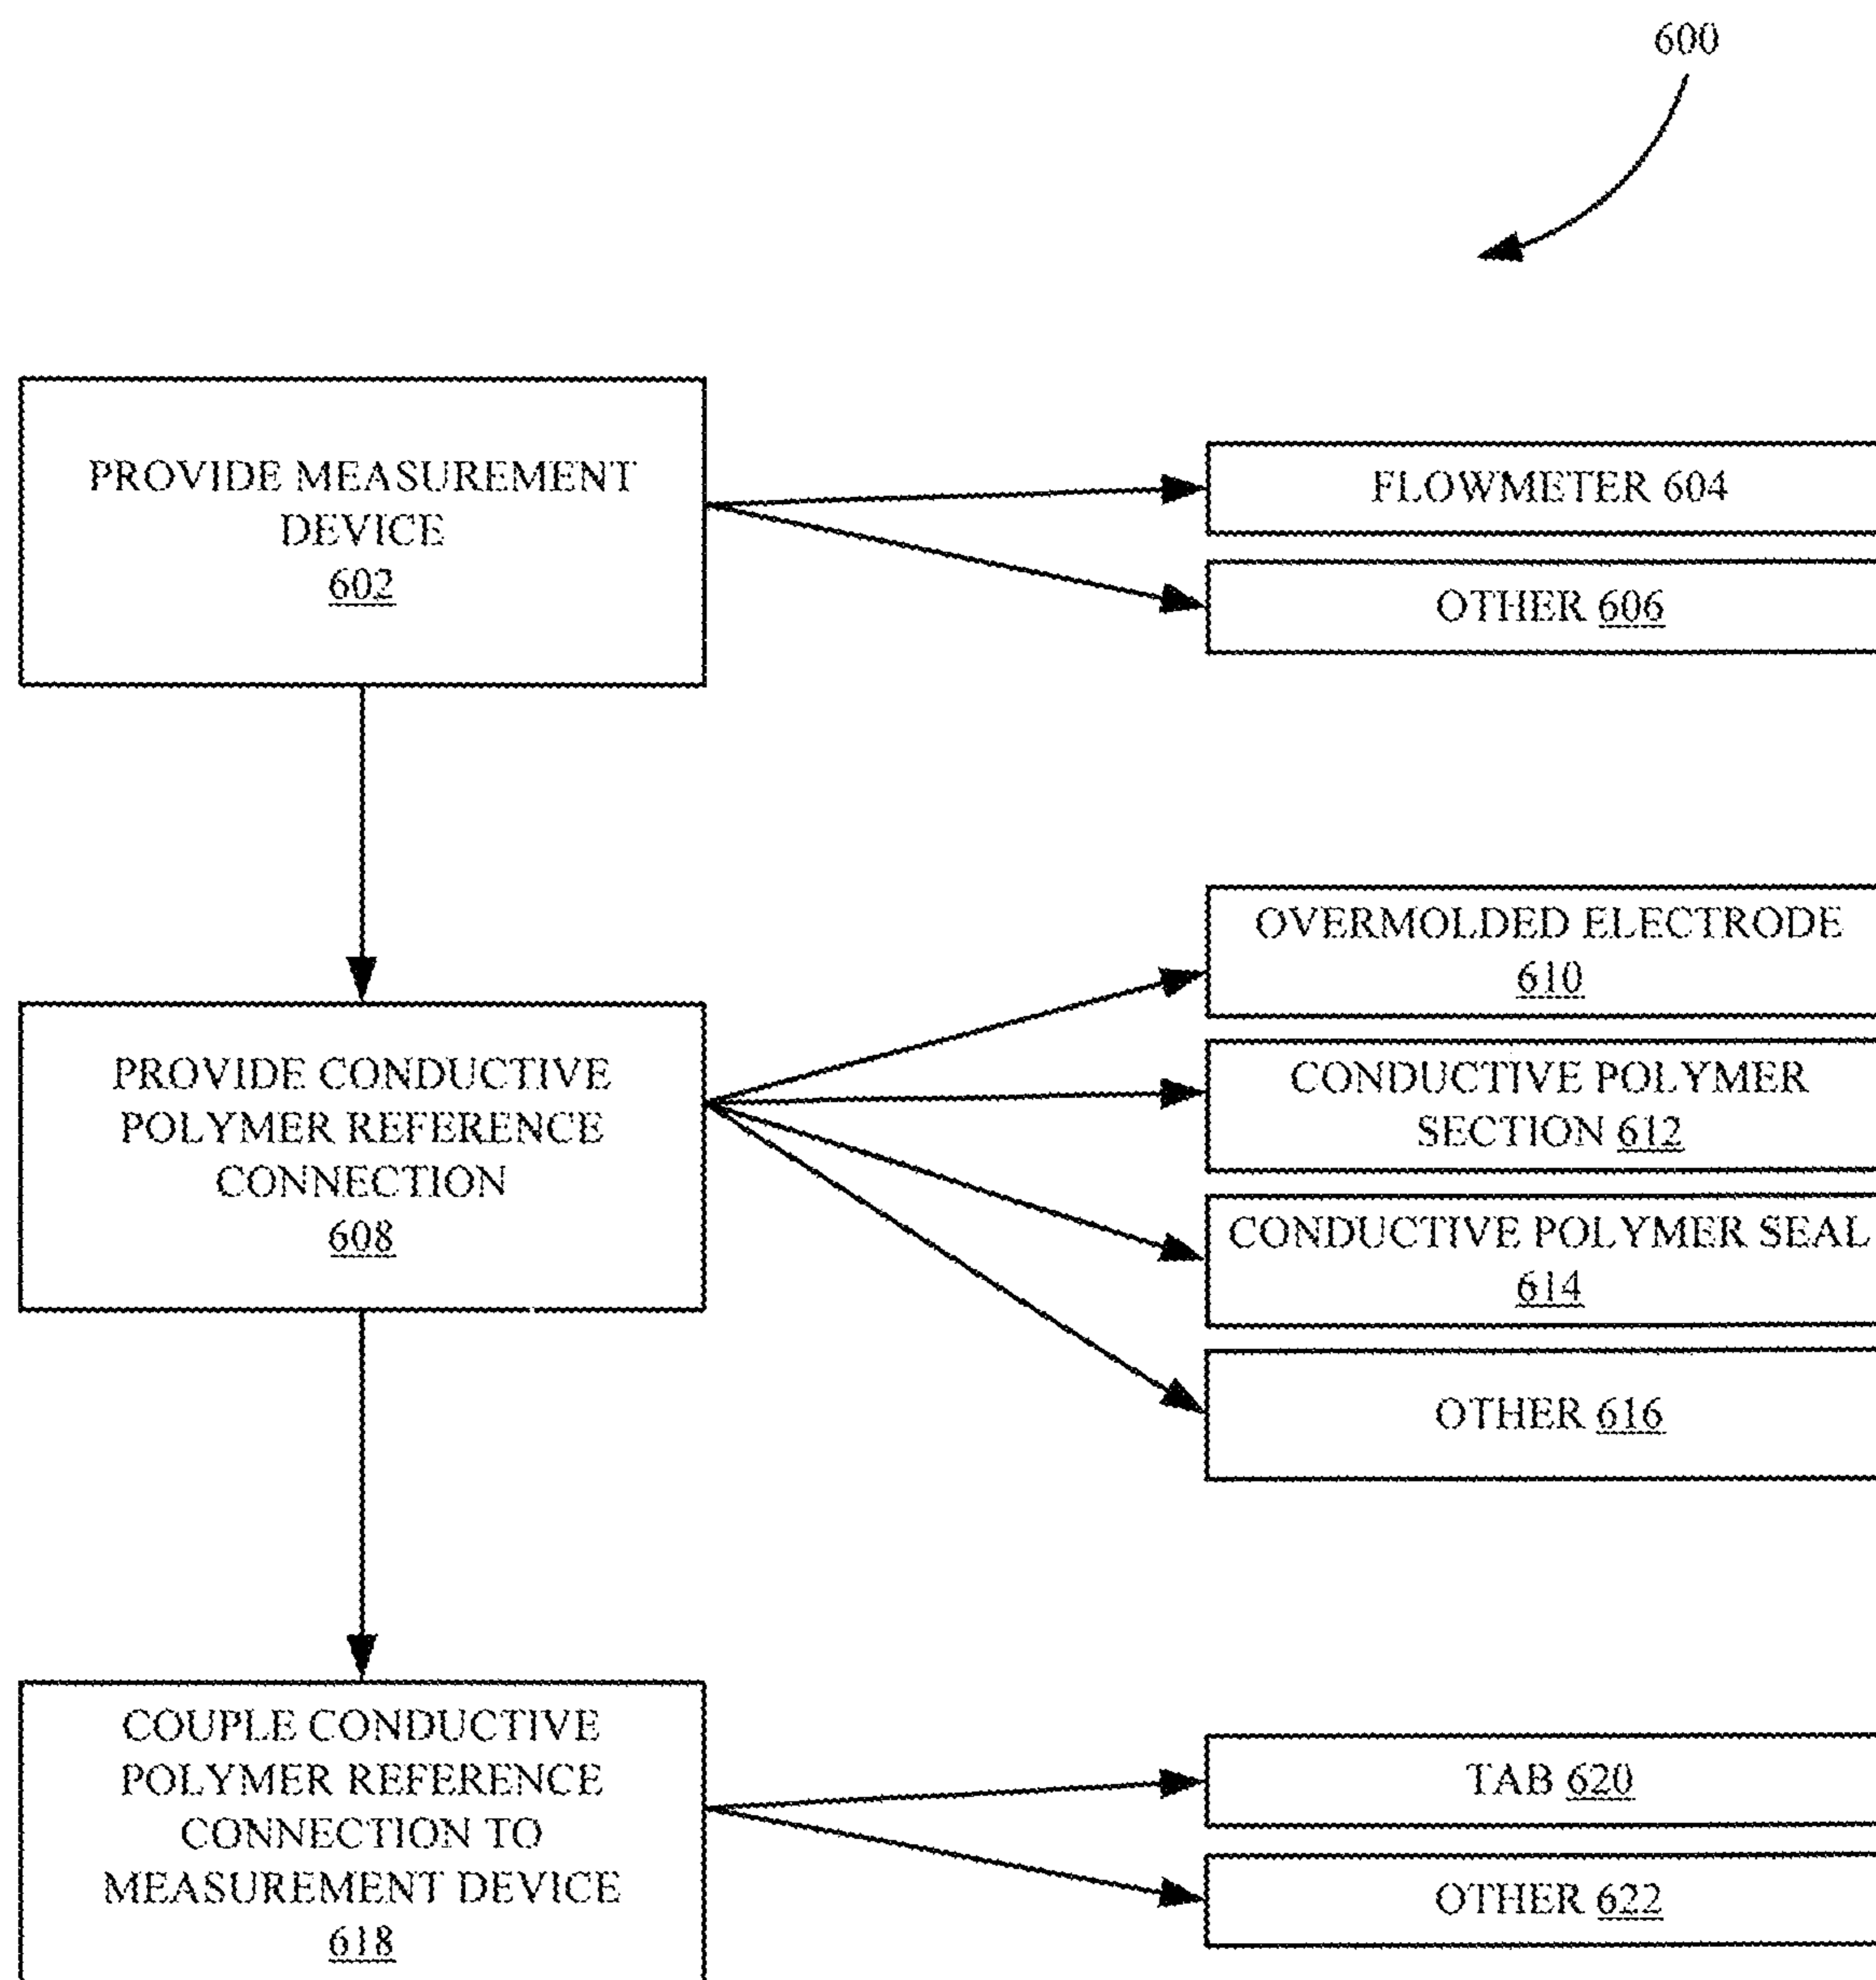 600
PROVIDE MEASUREMENT
DEVICE
602
FLOWMETER 604
OTHER 606
PROVIDE CONDUCTIVE
POLYMER REFERENCE
CONNECTION
608
OVERMOLDED ELECTRODE
610
CONDUCTIVE POLYMER
SECTION 612
CONDUCTIVE POLYMER SEAL
614
OTHER 616
COUPLE CONDUCTIVE
POLYMER REFERENCE
CONNECTION TO
MEASUREMENT DEVICE
618
TAB 620
OTHER 622